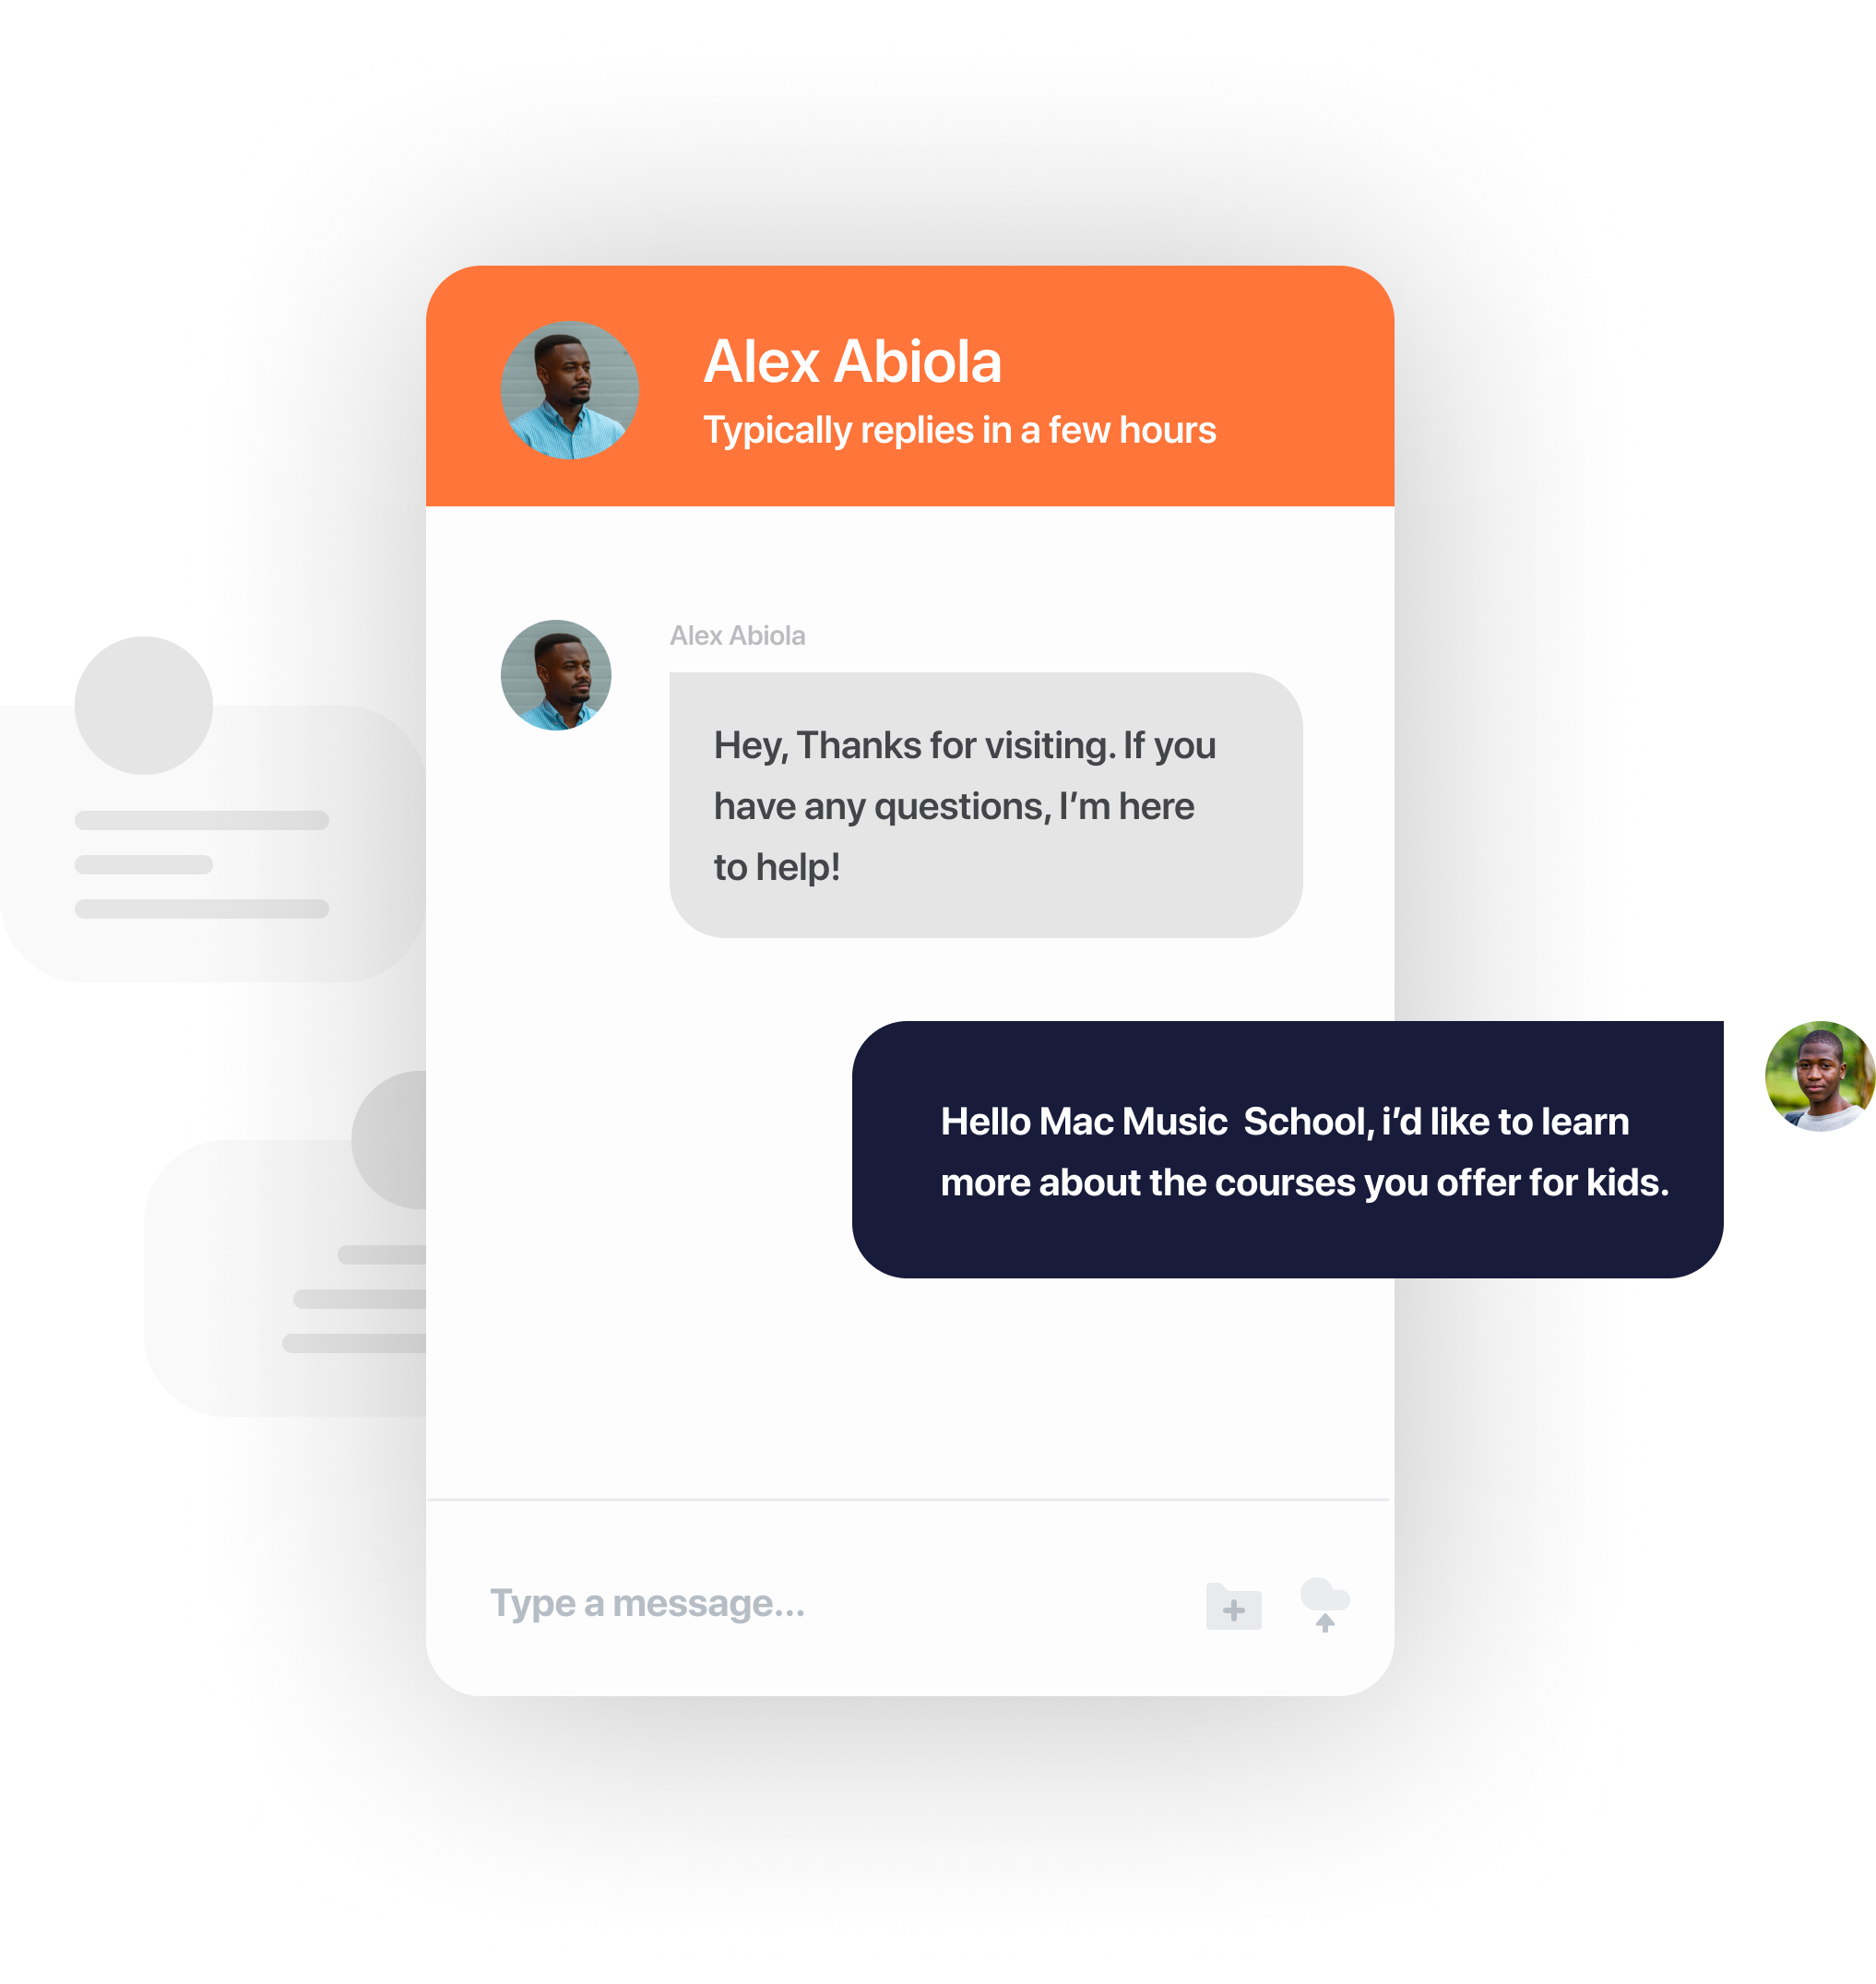 Alex Abiola
Typically replies in a few hours
Alex Abiola
Hey, Thanks for visiting. If you
have any questions, I’m here
to help!
Hello Mac Music  School, i’d like to learn
more about the courses you offer for kids.
Type a message...